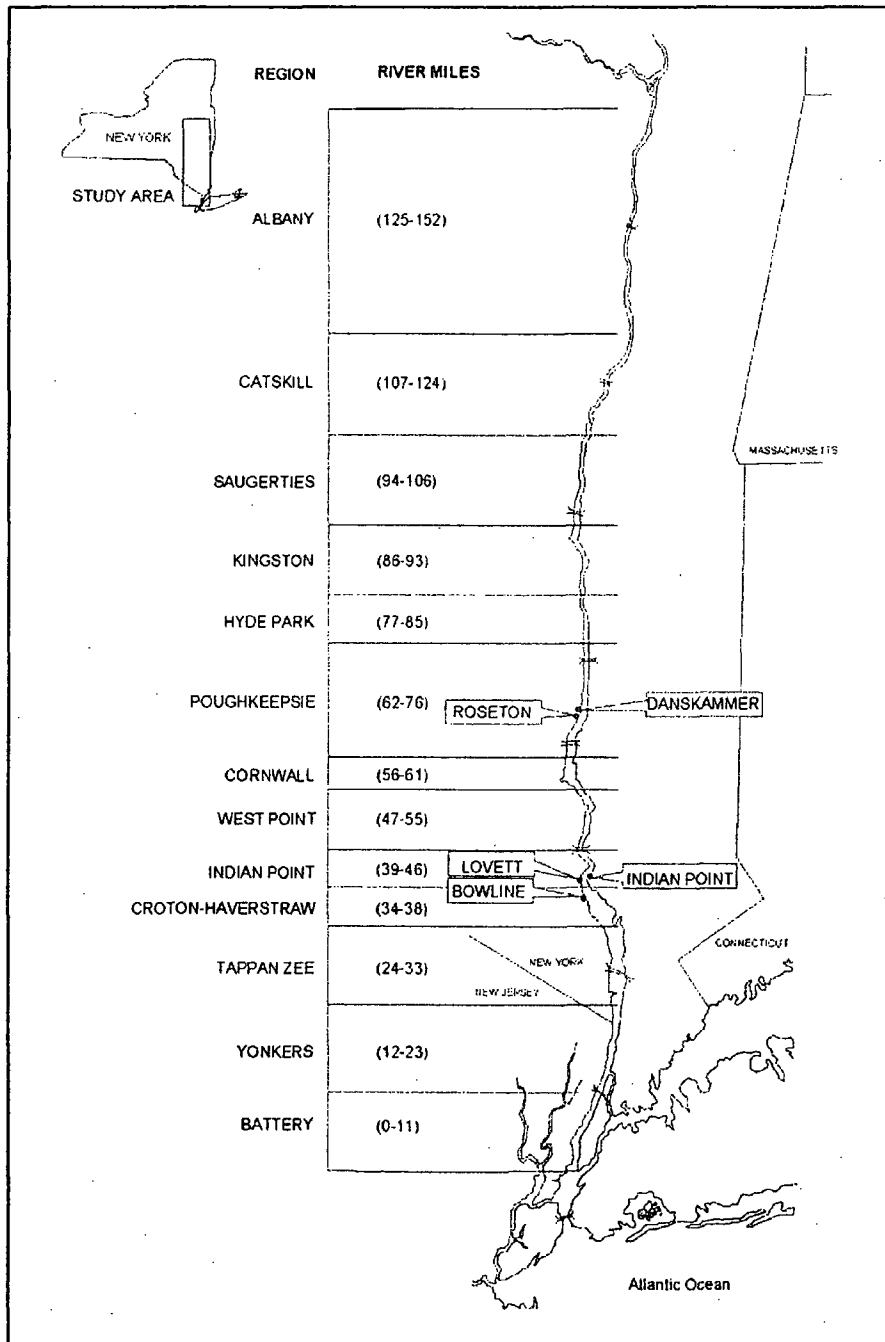 REGION RIVER MILES
NEW YORK
STUDY AREA
ALBANY (125-152)
CATSKILL (107-124)
MASSACHUSETTS
SAUGERTIES (94-106)
KINGSTON (86-93)
HYDE PARK (77-85)
POUGHKEEPSIE (62-76)
ROSETON
DANSKAMMER
CORNWALL (56-61)
WEST POINT (47-55)
INDIAN POINT (39-46)
LOVETT
INDIAN POINT
BOWLINE
CROTON-HAVERSTRAW (34-38)
CONNECTICUT
TAPPAN ZEE (24-33)
NEW YORK
NEW JERSEY
YONKERS (12-23)
BATTERY (0-11)
Atlantic Ocean